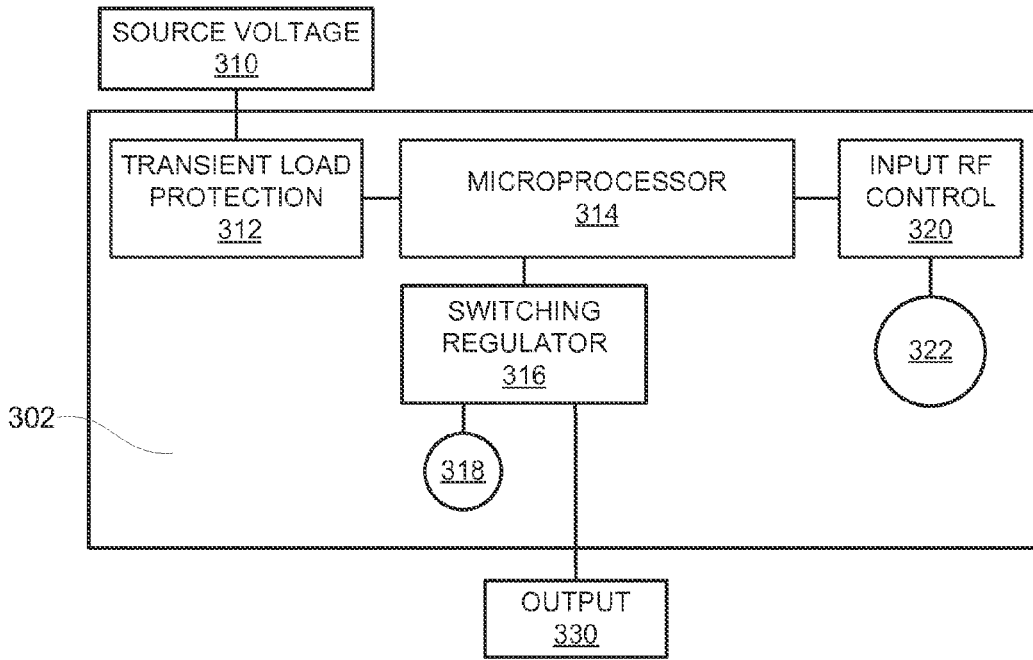 SOURCE VOLTAGE
310
TRANSIENT LOAD
PROTECTION
312
MICROPROCESSOR
314
INPUT RF
CONTROL
320
SWITCHING
REGULATOR
316
322
302
318
OUTPUT
330